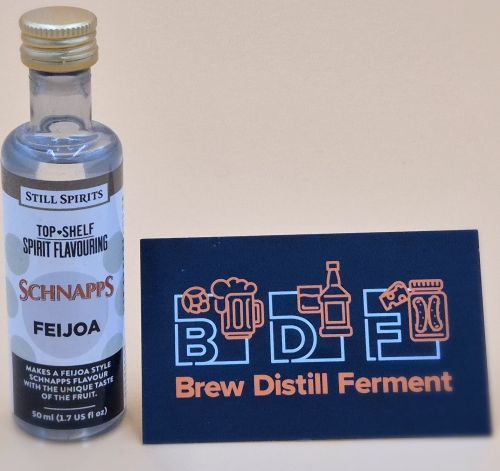 STILL SPIRITS
TOP SHELF
SPIRIT FLAVOURING
SCHNAPPS
FEIJOA
MAKES A FEIJOA STYLE
SCHNAPPS FLAVOUR
WITH THE UNIQUE TASTE
OF THE FRUIT.
50 ml (1.7 US fl oz)
B D F
Brew Distill Ferment